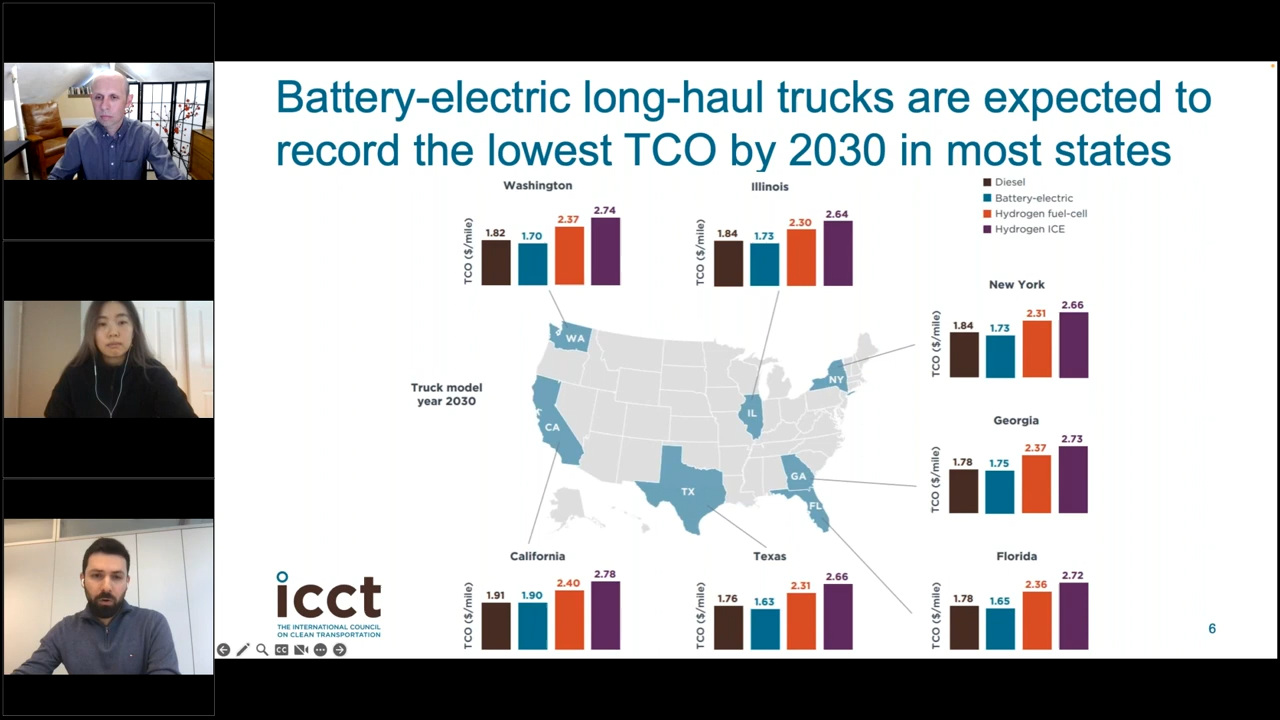 Battery-electric long-haul trucks are expected to
record the lowest TCO by 2030 in most states
Diesel
Battery-electric
Hydrogen fuel-cell
Hydrogen ICE
Washington
TCO ($/mile)
1.82
1.70
2.37
2.74
Illinois
TCO ($/mile)
1.84
1.73
2.30
2.64
New York
TCO ($/mile)
1.84
1.73
2.31
2.66
Truck model
year 2030
WA
CA
TX
IL
NY
GA
FL
Georgia
TCO ($/mile)
1.78
1.75
2.37
2.73
California
TCO ($/mile)
1.91
1.90
2.40
2.78
Texas
TCO ($/mile)
1.76
1.63
2.31
2.66
Florida
TCO ($/mile)
1.78
1.65
2.36
2.72
icct
THE INTERNATIONAL COUNCIL
ON CLEAN TRANSPORTATION
CC
6